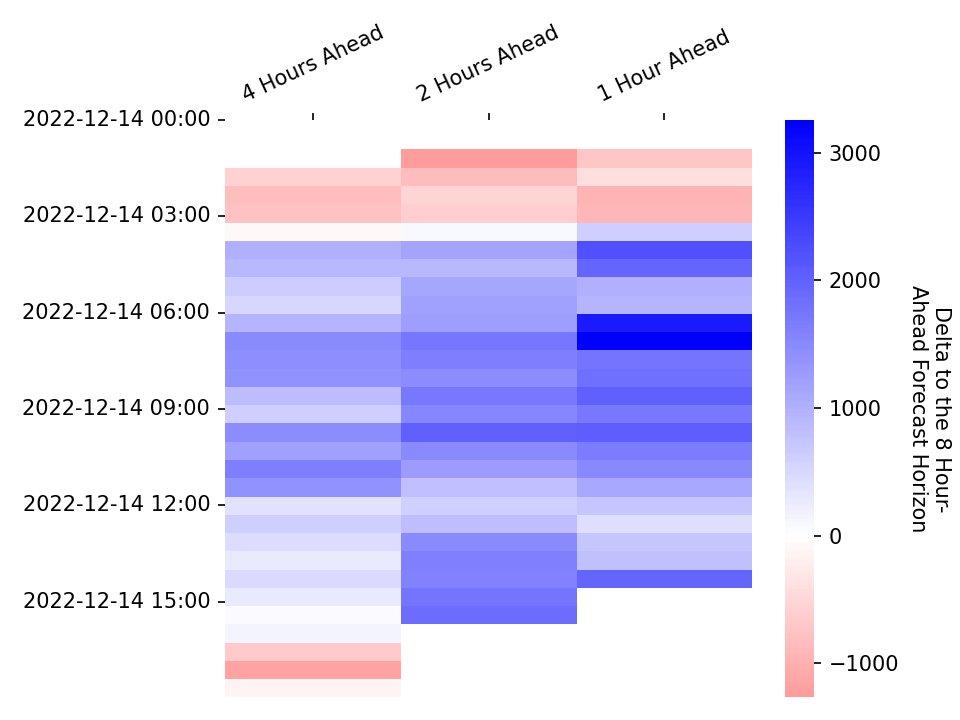 4 Hours Ahead
2 Hours Ahead
1 Hour Ahead
2022-12-14 00:00
2022-12-14 03:00
2022-12-14 06:00
2022-12-14 09:00
2022-12-14 12:00
2022-12-14 15:00
3000
2000
1000
0
−1000
Delta to the 8 Hour-
Ahead Forecast Horizon